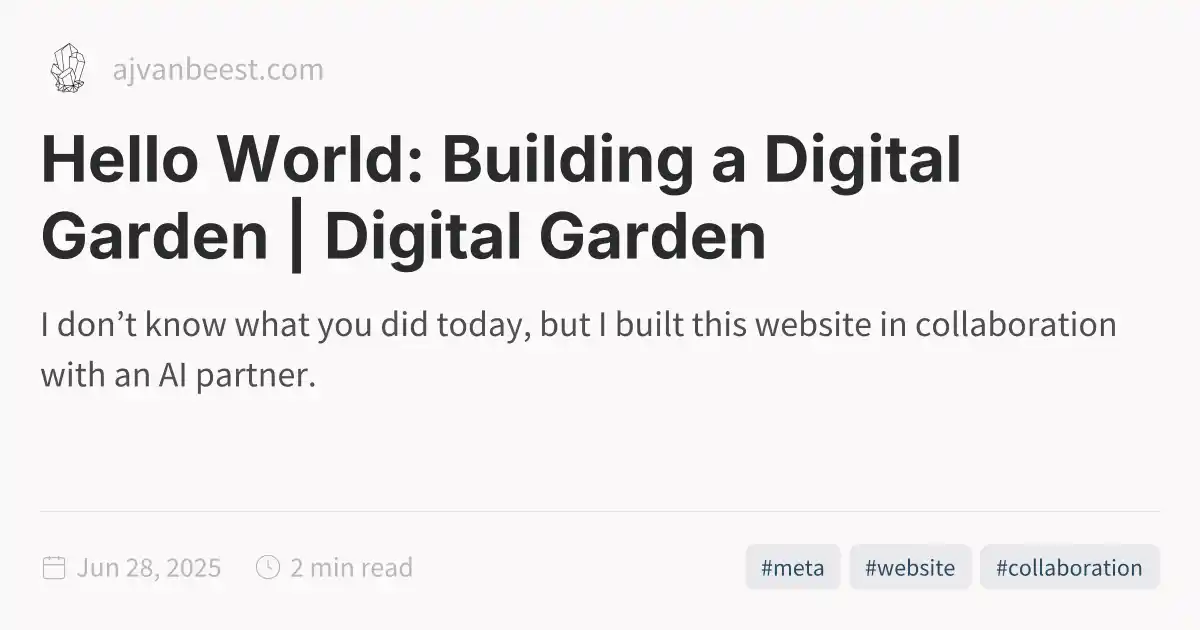 ajvanbeest.com
Hello World: Building a Digital
Garden | Digital Garden
I don’t know what you did today, but I built this website in collaboration
with an AI partner.
Jun 28, 2025 2 min read #meta #website #collaboration